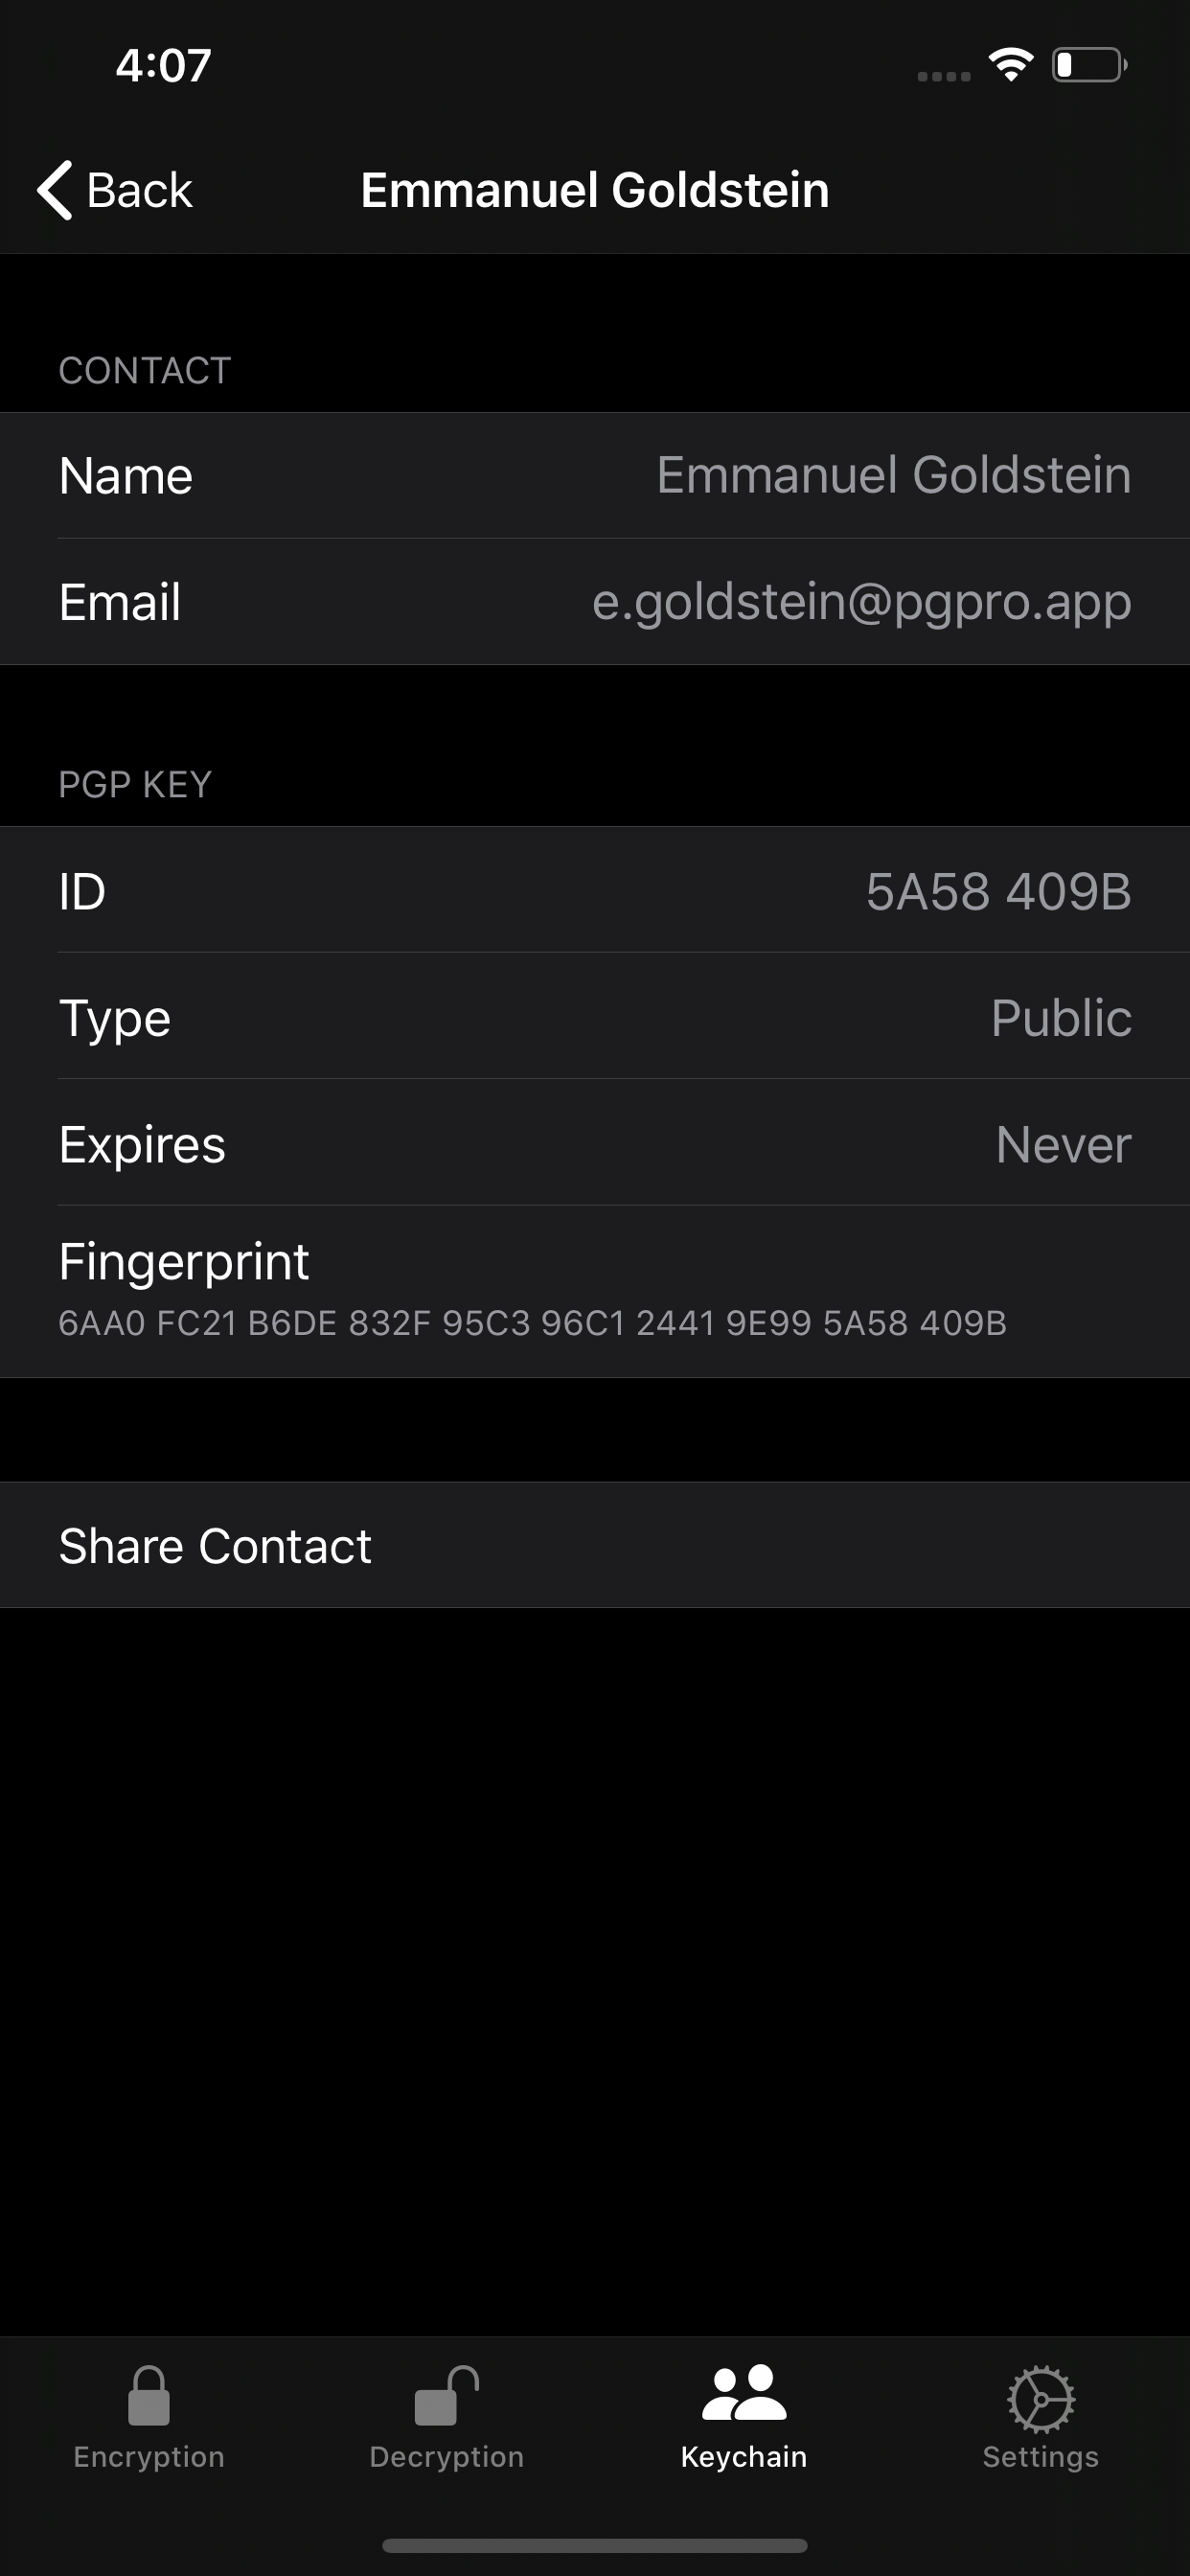 4:07
Back
Emmanuel Goldstein
CONTACT
Name Emmanuel Goldstein
Email e.goldstein@pgpro.app
PGP KEY
ID 5A58 409B
Type Public
Expires Never
Fingerprint
6AA0 FC21 B6DE 832F 95C3 96C1 2441 9E99 5A58 409B
Share Contact
Encryption Decryption Keychain Settings